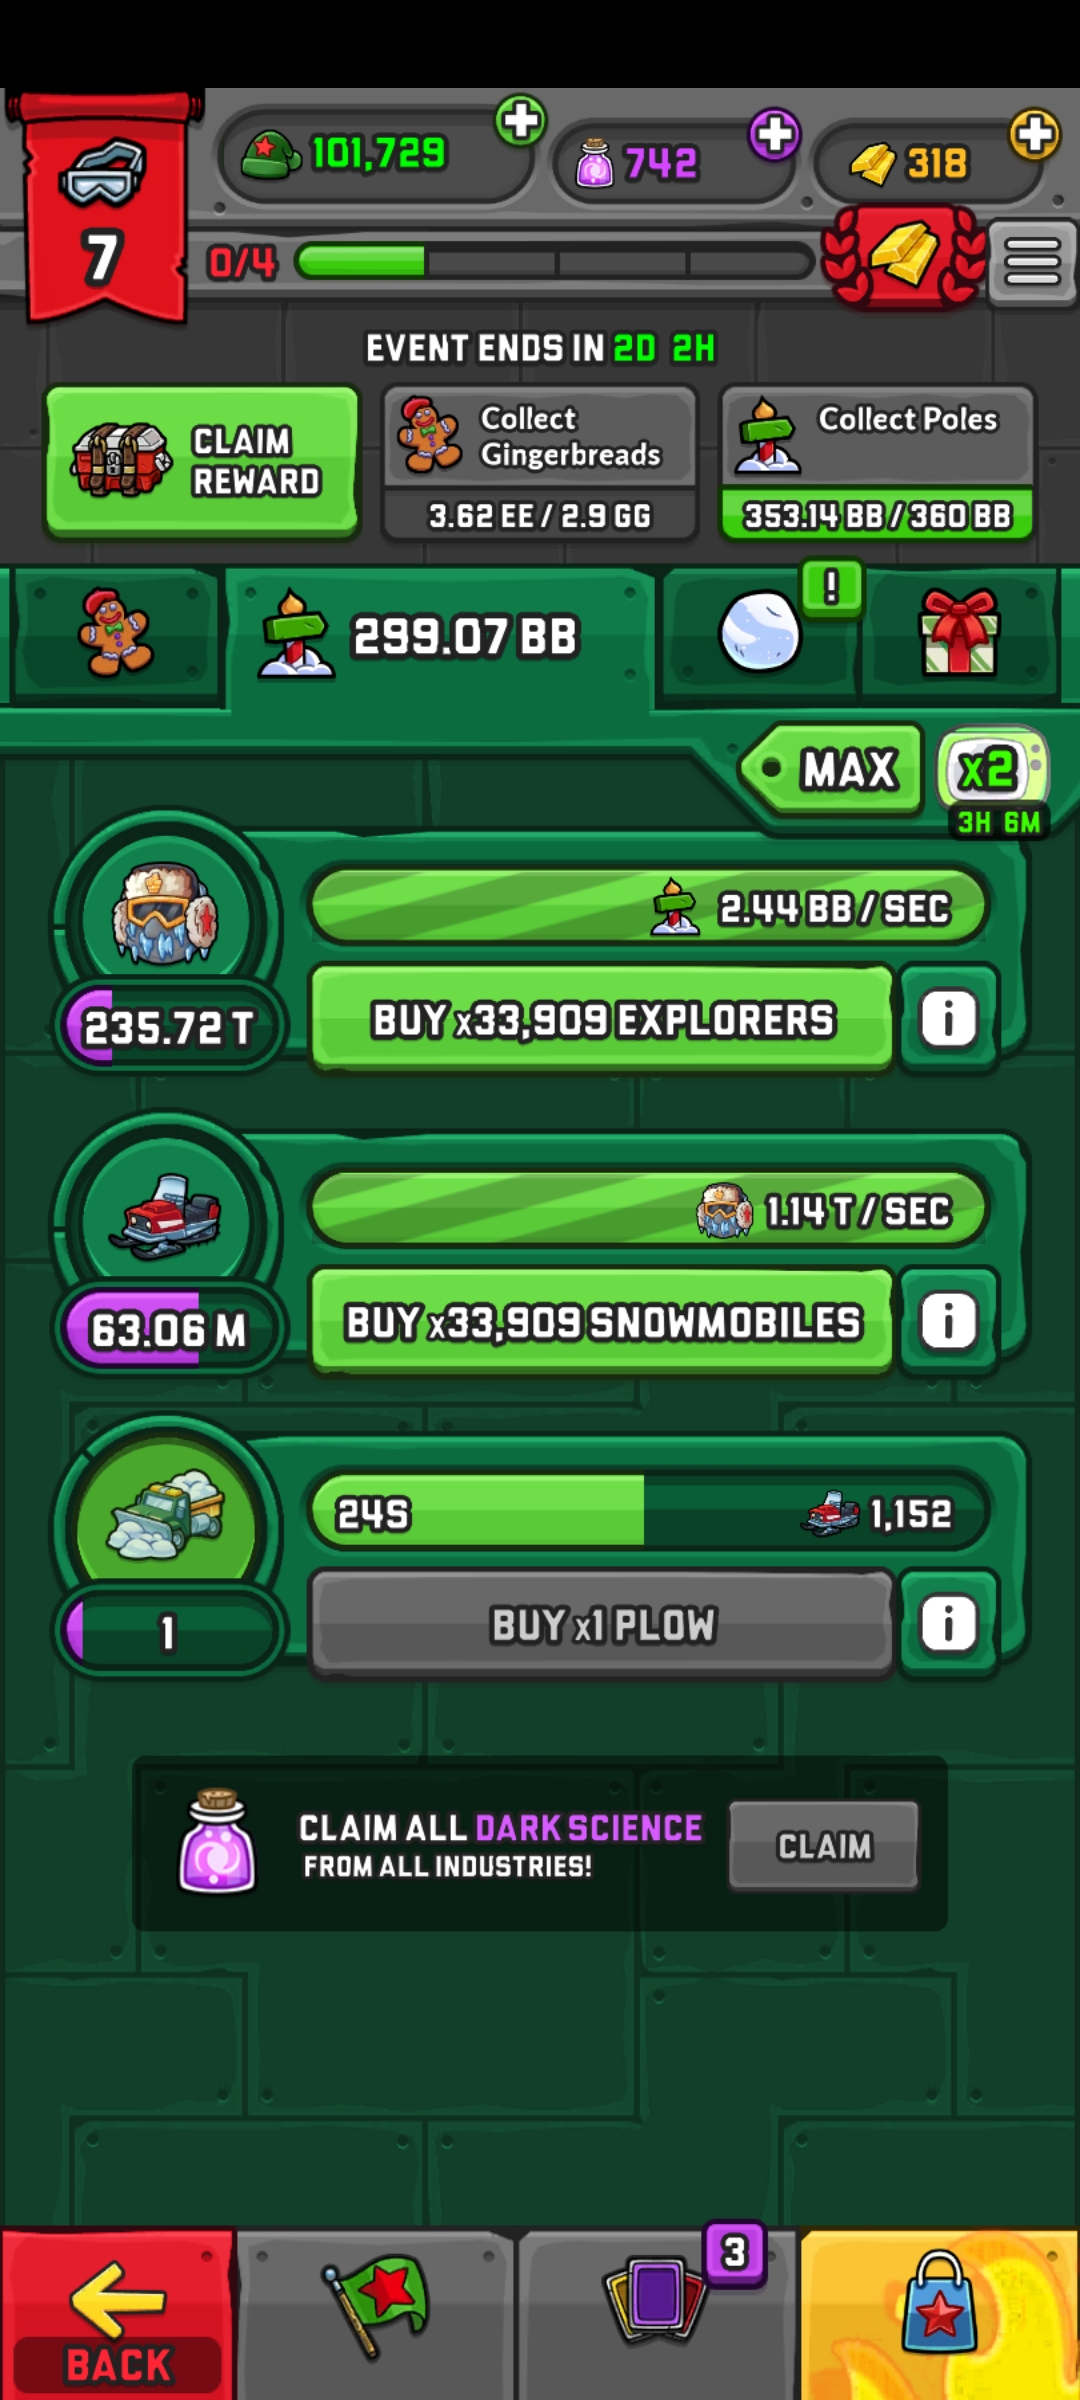 101,729
742
318
7
0/4
EVENT ENDS IN 2D 2H
CLAIM
REWARD
Collect
Gingerbreads
3.62 EE / 2.9 GG
Collect Poles
353.14 BB / 360 BB
299.07 BB
!
MAX
x2
3H 6M
2.44 BB / SEC
235.72 T
BUY x33,909 EXPLORERS
i
1.14 T / SEC
63.06 M
BUY x33,909 SNOWMOBILES
i
24S
1,152
1
BUY x1 PLOW
i
CLAIM ALL DARK SCIENCE
FROM ALL INDUSTRIES!
CLAIM
3
BACK